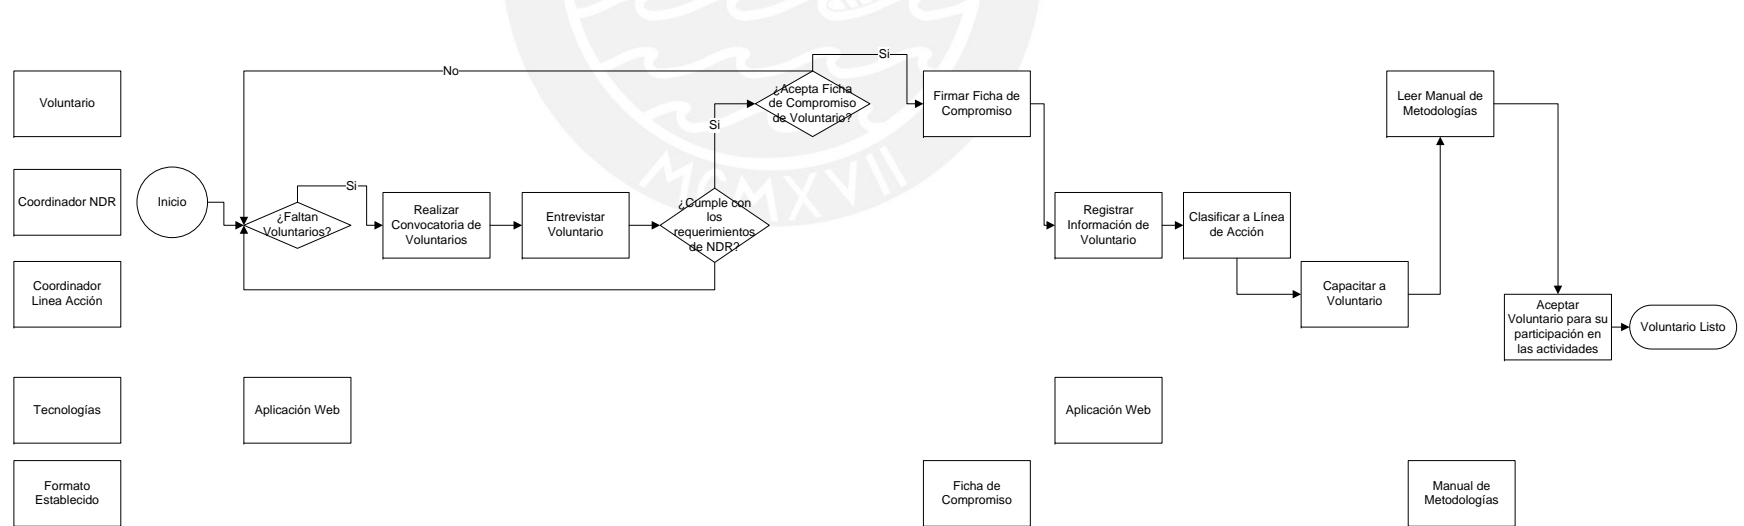 Si
No
¿Acepta Ficha
de Compromiso
de Voluntario?
Voluntario
Firmar Ficha de
Compromiso
Leer Manual de
Metodologías
Si
MCMXVII
Si
Coordinador NDR
Inicio
¿Faltan
Voluntarios?
Realizar
Convocatoria de
Voluntarios
Entrevistar
Voluntario
¿Cumple con
los
requerimientos
de NDR?
Registrar
Información de
Voluntario
Clasificar a Línea
de Acción
Coordinador
Linea Acción
Capacitar a
Voluntario
Aceptar
Voluntario para su
participación en
las actividades
Voluntario Listo
Tecnologías
Aplicación Web
Aplicación Web
Formato
Establecido
Ficha de
Compromiso
Manual de
Metodologías